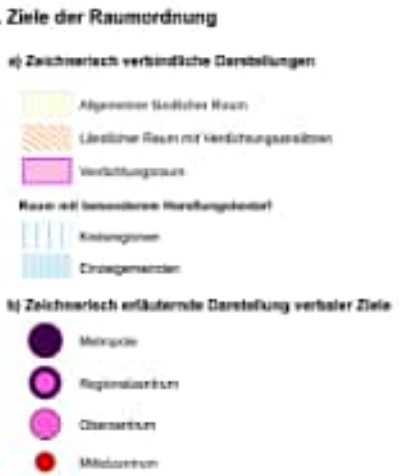 . Ziele der Raumordnung
a) Zeichnerisch verbindliche Darstellungen
Allgemeiner ländlicher Raum
Ländlicher Raum mit Verdichtungsansätzen
Verdichtungsraum
Raum mit besonderem Handlungsbedarf
Kreisregionen
Einzelgemeinden
b) Zeichnerisch erläuternde Darstellung verbaler Ziele
Metropole
Regionalzentrum
Oberzentrum
Mittelzentrum